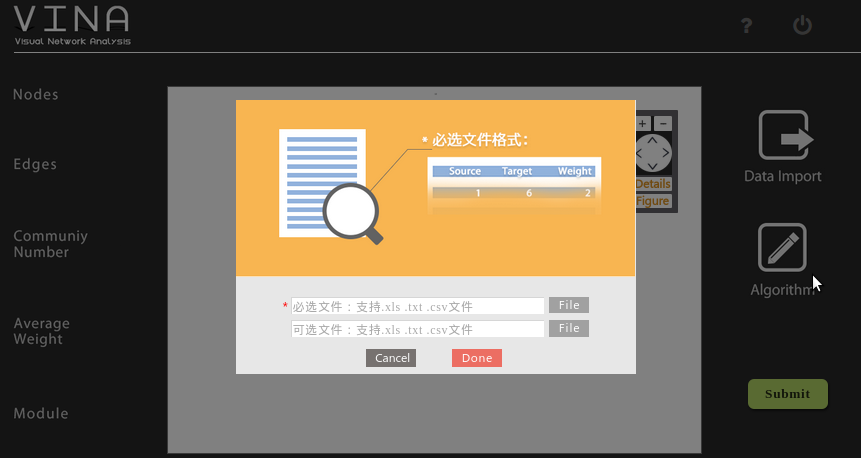 VINA
Visual Network Analysis
?
Nodes
Edges
Communiy
Number
Average
Weight
Module
* 必选文件格式：
Source Target Weight
1 6 2
+ −
Details
Figure
* 必选文件：支持.xls .txt .csv文件 File
可选文件：支持.xls .txt .csv文件 File
Cancel Done
Data Import
Algorithm
Submit